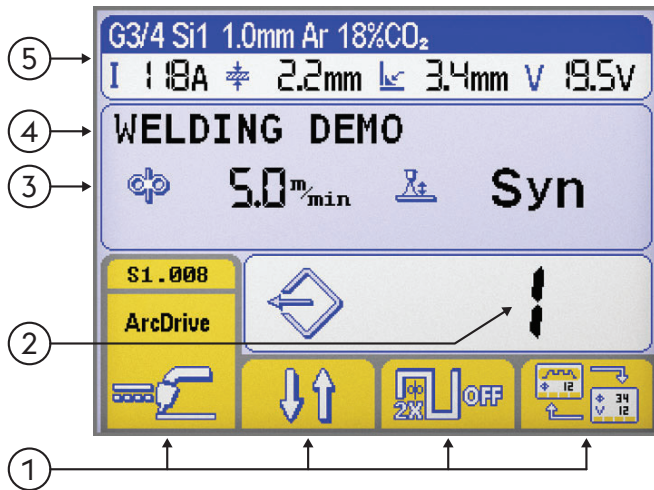 G3/4 Si1 1.0mm Ar 18%CO₂
5
I 118A 2.2mm 3.4mm V 19.5V
4
WELDING DEMO
3
5.0 m/min Syn
S1.008
ArcDrive
2
1
2X OFF
12
34
V 12
1